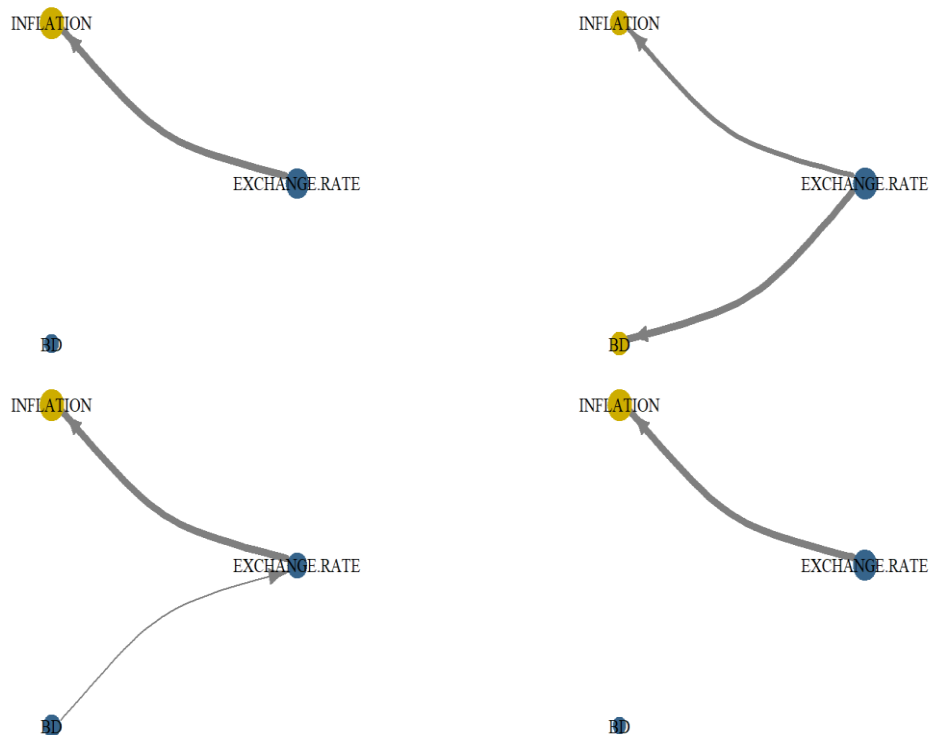 INFLATION
INFLATION
EXCHANGE.RATE
EXCHANGE.RATE
BD
BD
INFLATION
INFLATION
EXCHANGE.RATE
EXCHANGE.RATE
BD
BD